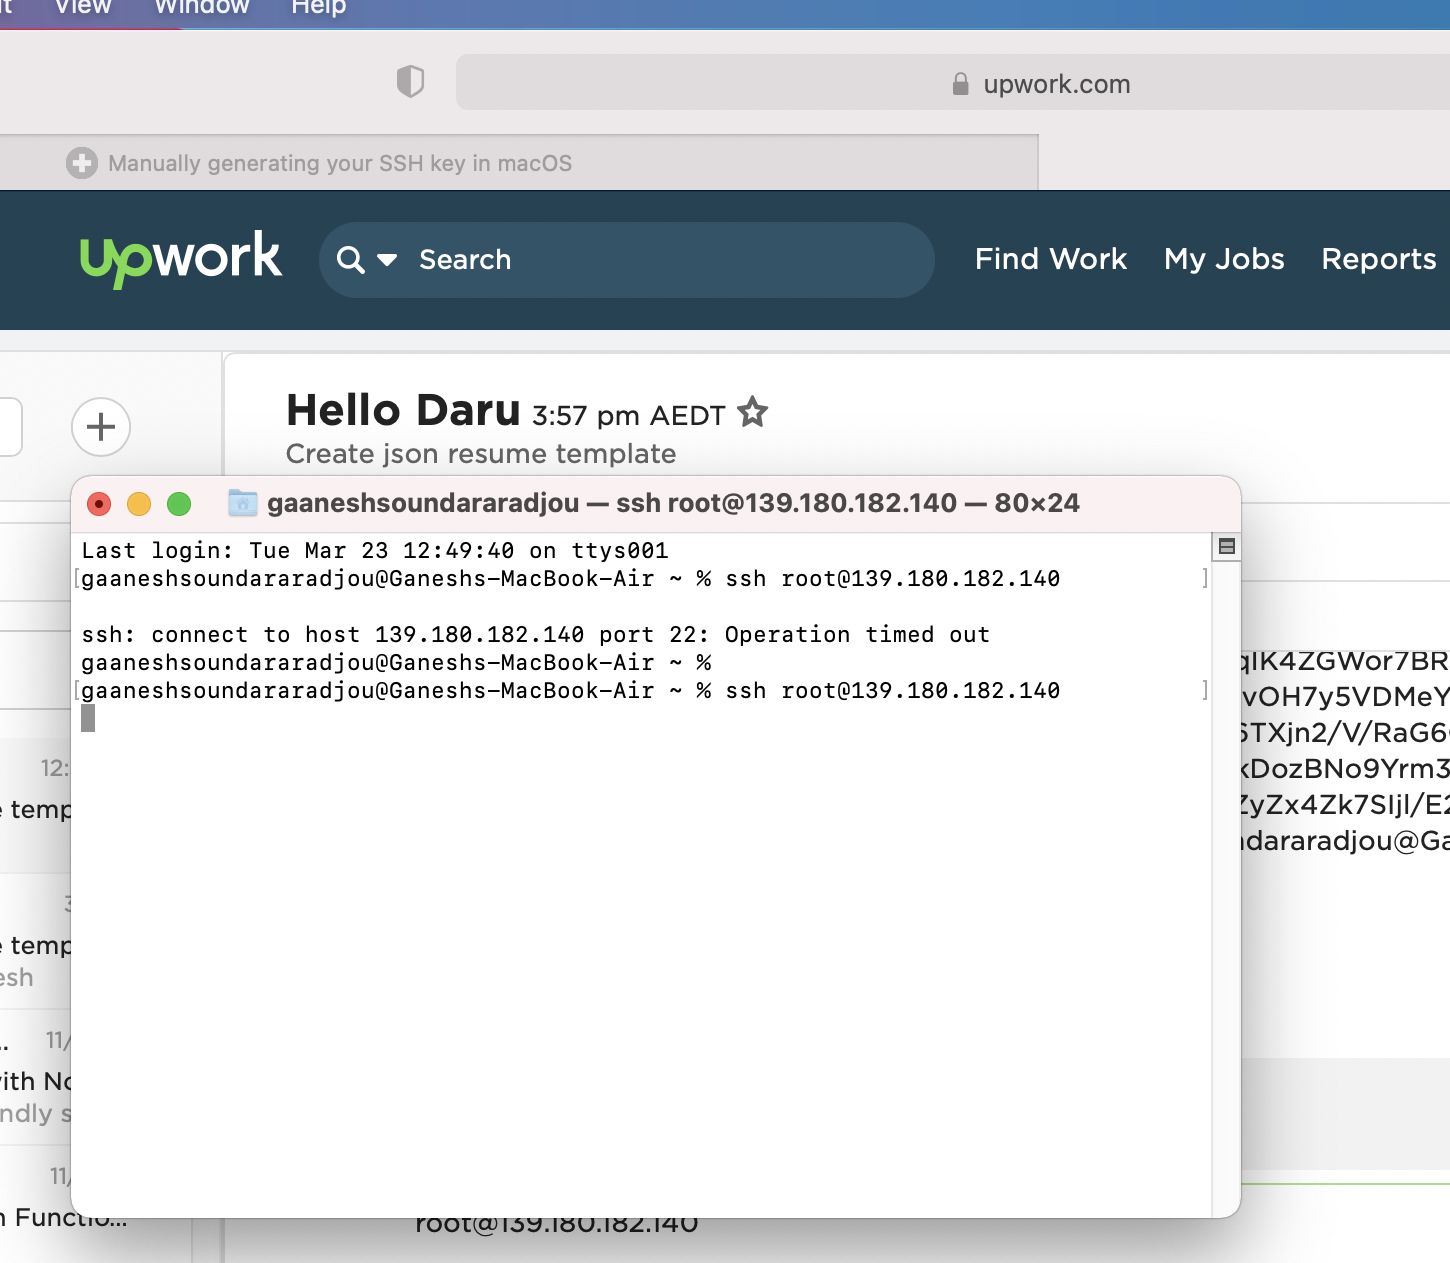 View Window Help
upwork.com
Manually generating your SSH key in macOS
upwork Search Find Work My Jobs Reports
Hello Daru 3:57 pm AEDT
Create json resume template
gaaneshsoundararadjou — ssh root@139.180.182.140 — 80×24
Last login: Tue Mar 23 12:49:40 on ttys001
[gaaneshsoundararadjou@Ganeshs-MacBook-Air ~ % ssh root@139.180.182.140 ]
ssh: connect to host 139.180.182.140 port 22: Operation timed out
gaaneshsoundararadjou@Ganeshs-MacBook-Air ~ %
[gaaneshsoundararadjou@Ganeshs-MacBook-Air ~ % ssh root@139.180.182.140 ]
qIK4ZGWor7BR
vOH7y5VDMeY
6TXjn2/V/RaG6
kDozBNo9Yrm3
12:
e temp
ZyZx4Zk7SIjl/E2
ndararadjou@Ga
e temp
esh
11/
ith No
ndly s
11/
n Functio...
root@139.180.182.140